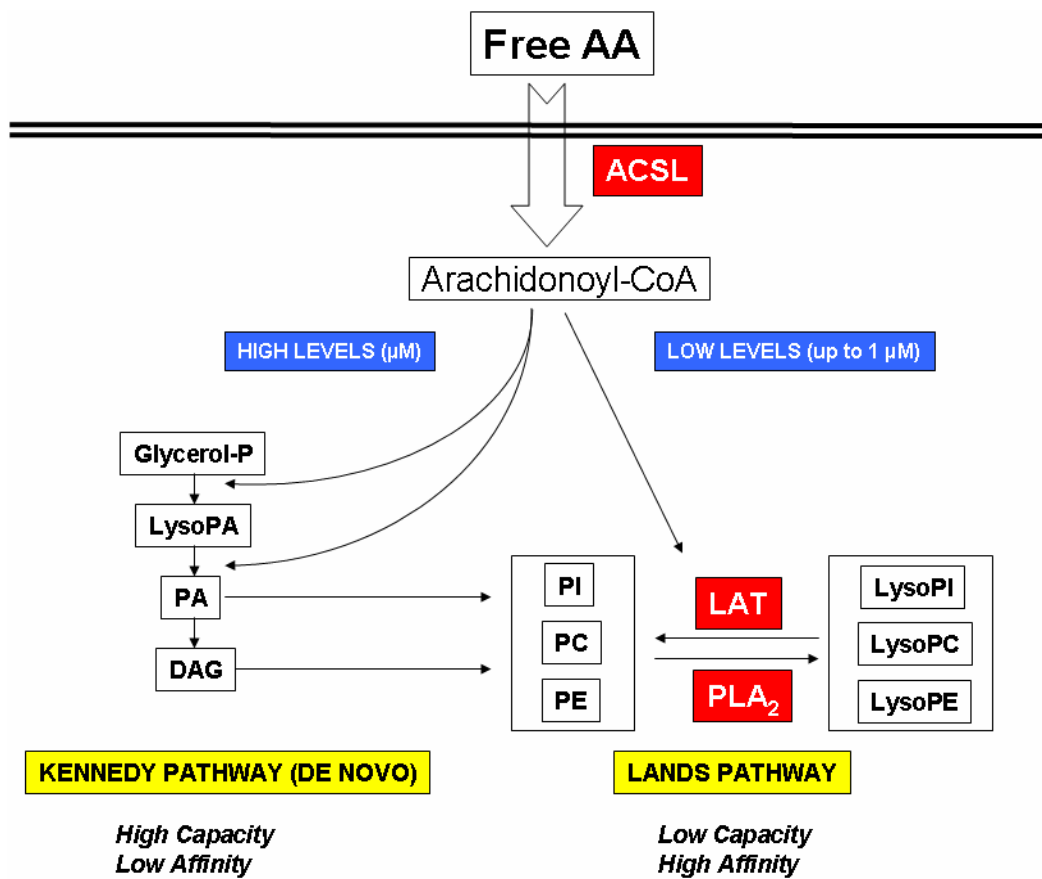 Free AA
ACSL
Arachidonoyl-CoA
HIGH LEVELS (µM)
LOW LEVELS (up to 1 µM)
Glycerol-P
LysoPA
PA
DAG
PI
PC
PE
LAT
PLA₂
LysoPI
LysoPC
LysoPE
KENNEDY PATHWAY (DE NOVO)
LANDS PATHWAY
High Capacity
Low Affinity
Low Capacity
High Affinity